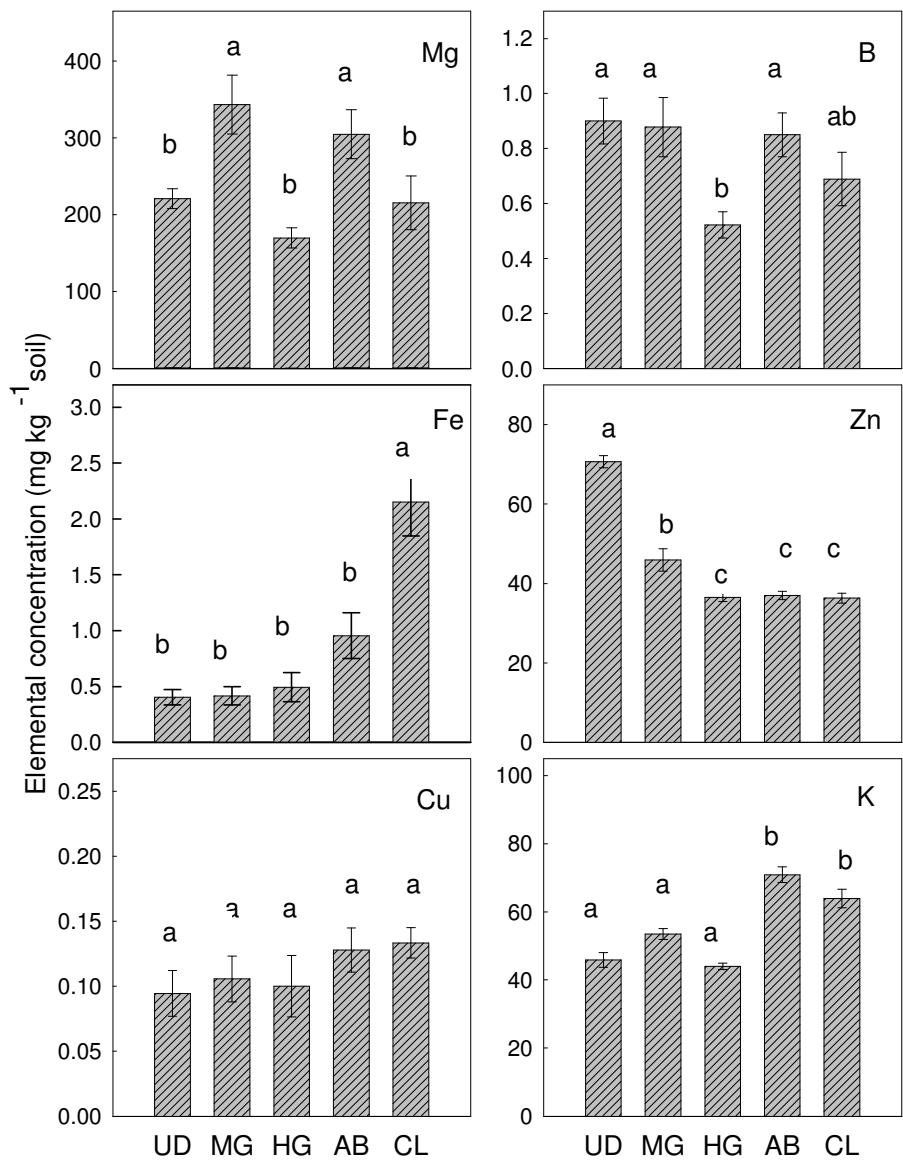 Elemental concentration (mg kg -1 soil)
Mg
400
300
200
100
0
b
a
b
a
b
B
1.2
1.0
0.8
0.6
0.4
0.2
0.0
a
a
b
a
ab
Fe
3.0
2.5
2.0
1.5
1.0
0.5
0.0
b
b
b
b
a
Zn
80
60
40
20
0
a
b
c
c
c
Cu
0.25
0.20
0.15
0.10
0.05
0.00
a
a
a
a
a
UD MG HG AB CL
K
100
80
60
40
20
0
a
a
a
b
b
UD MG HG AB CL